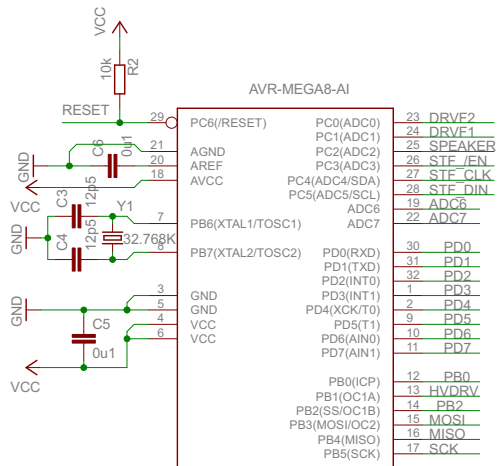 VCC
10k
R2
AVR-MEGA8-AI
RESET
29 PC6(/RESET)
21 AGND
20 AREF
18 AVCC
GND
C6
0u1
VCC
C3
12p5
Y1
7 PB6(XTAL1/TOSC1)
32.768K
GND
C4
12p5
8 PB7(XTAL2/TOSC2)
GND
3 GND
5 GND
4 VCC
6 VCC
C5
0u1
VCC
PC0(ADC0) 23 DRVF2
PC1(ADC1) 24 DRVF1
PC2(ADC2) 25 SPEAKER
PC3(ADC3) 26 STF_/EN
PC4(ADC4/SDA) 27 STF_CLK
PC5(ADC5/SCL) 28 STF_DIN
ADC6 19 ADC6
ADC7 22 ADC7
PD0(RXD) 30 PD0
PD1(TXD) 31 PD1
PD2(INT0) 32 PD2
PD3(INT1) 1 PD3
PD4(XCK/T0) 2 PD4
PD5(T1) 9 PD5
PD6(AIN0) 10 PD6
PD7(AIN1) 11 PD7
PB0(ICP) 12 PB0
PB1(OC1A) 13 HVDRV
PB2(SS/OC1B) 14 PB2
PB3(MOSI/OC2) 15 MOSI
PB4(MISO) 16 MISO
PB5(SCK) 17 SCK